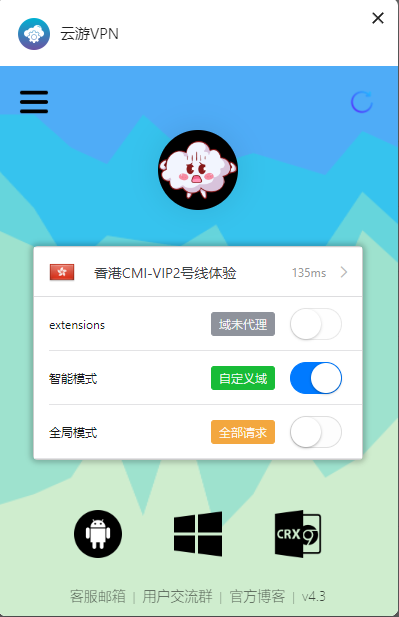 云游VPN
香港CMI-VIP2号线体验 135ms
extensions 域未代理
智能模式 自定义域
全局模式 全部请求
CRX
客服邮箱 | 用户交流群 | 官方博客 | v4.3